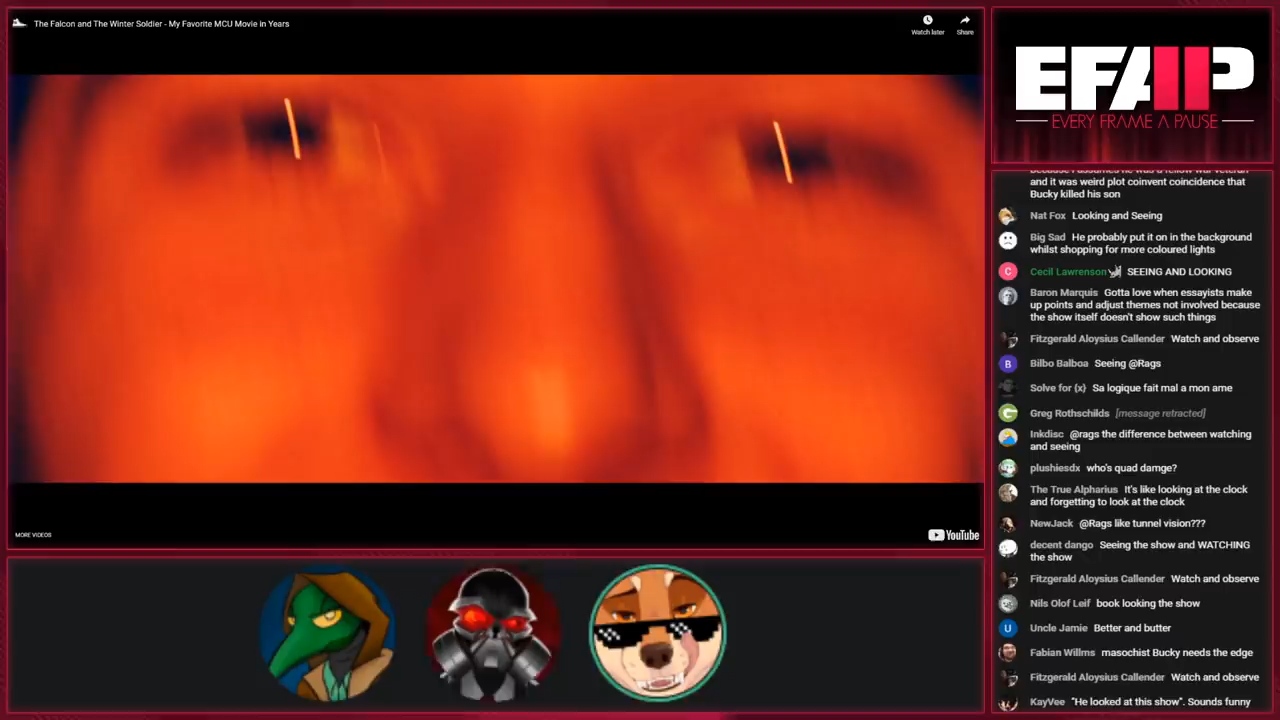 The Falcon and The Winter Soldier - My Favorite MCU Movie in Years
Watch later
Share
MORE VIDEOS
YouTube
EFAP
EVERY FRAME A PAUSE
because I assumes he was a fellow war veteran
and it was weird plot coinvent coincidence that
Bucky killed his son
Nat Fox Looking and Seeing
Big Sad He probably put it on in the background
whilst shopping for more coloured lights
Cecil Lawrenson SEEING AND LOOKING
Baron Marquis Gotta love when essayists make
up points and adjust themes not involved because
the show itself doesn't show such things
Fitzgerald Aloysius Callender Watch and observe
Bilbo Balboa Seeing @Rags
Solve for {x} Sa logique fait mal a mon ame
Greg Rothschilds [message retracted]
Inkdisc @rags the difference between watching
and seeing
plushiesdx who's quad damge?
The True Alpharius It's like looking at the clock
and forgetting to look at the clock
NewJack @Rags like tunnel vision???
decent dango Seeing the show and WATCHING
the show
Fitzgerald Aloysius Callender Watch and observe
Nils Olof Leif book looking the show
Uncle Jamie Better and butter
Fabian Willms masochist Bucky needs the edge
Fitzgerald Aloysius Callender Watch and observe
KayVee "He looked at this show". Sounds funny